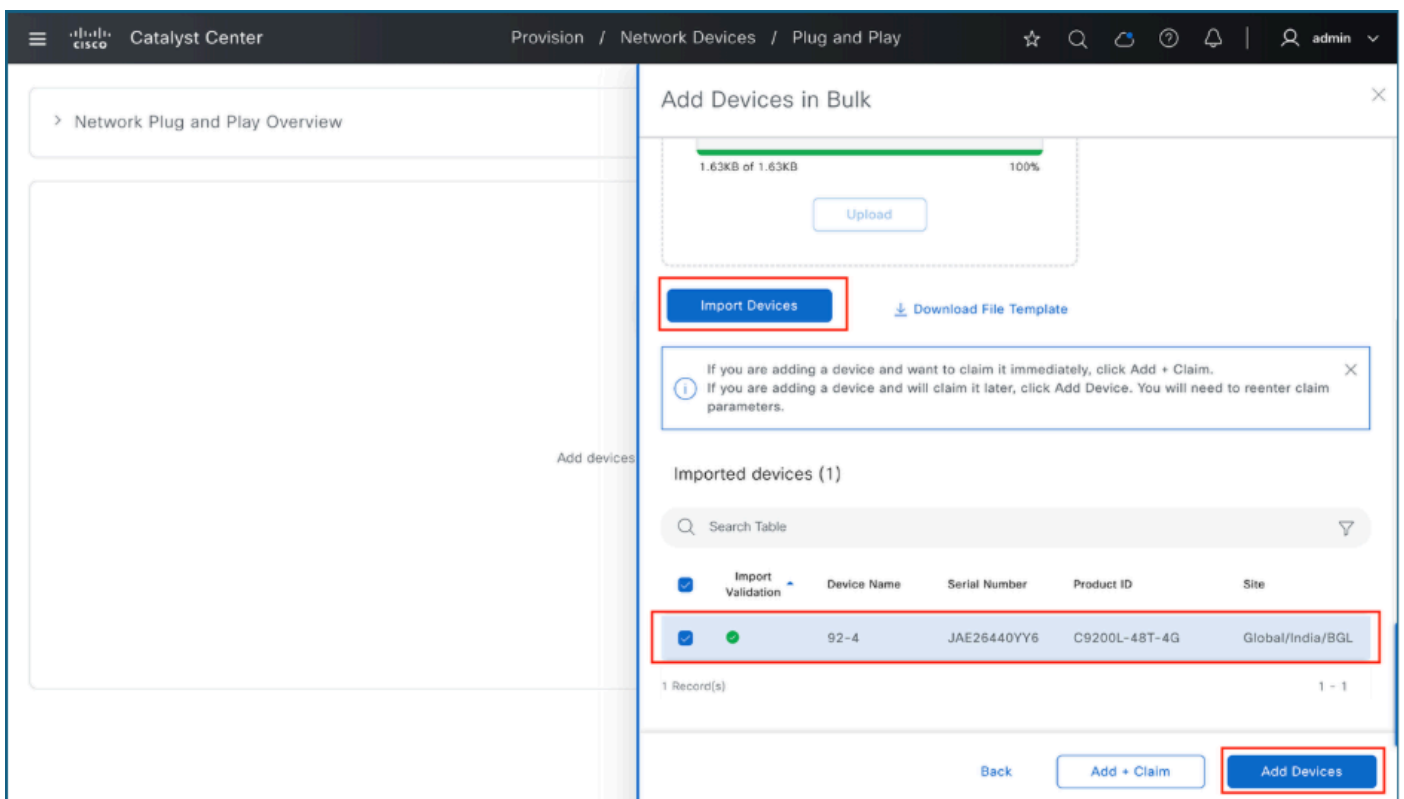 cisco Catalyst Center
Provision / Network Devices / Plug and Play
admin
Network Plug and Play Overview
Add devices
Add Devices in Bulk
1.63KB of 1.63KB 100%
Upload
Import Devices
Download File Template
If you are adding a device and want to claim it immediately, click Add + Claim.
If you are adding a device and will claim it later, click Add Device. You will need to reenter claim
parameters.
Imported devices (1)
Search Table
Import
Validation Device Name Serial Number Product ID Site
92-4 JAE26440YY6 C9200L-48T-4G Global/India/BGL
1 Record(s) 1 - 1
Back Add + Claim Add Devices